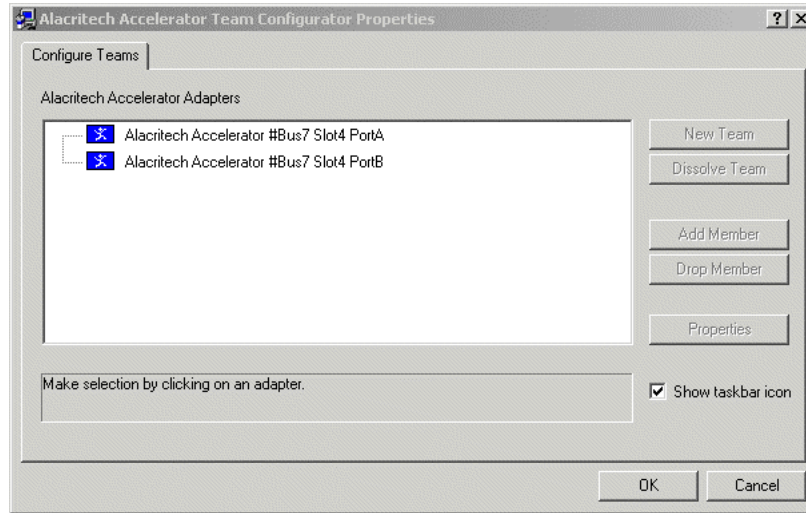 Alacritech Accelerator Team Configurator Properties
Configure Teams
Alacritech Accelerator Adapters
Alacritech Accelerator #Bus7 Slot4 PortA
Alacritech Accelerator #Bus7 Slot4 PortB
New Team
Dissolve Team
Add Member
Drop Member
Properties
Make selection by clicking on an adapter.
Show taskbar icon
OK
Cancel